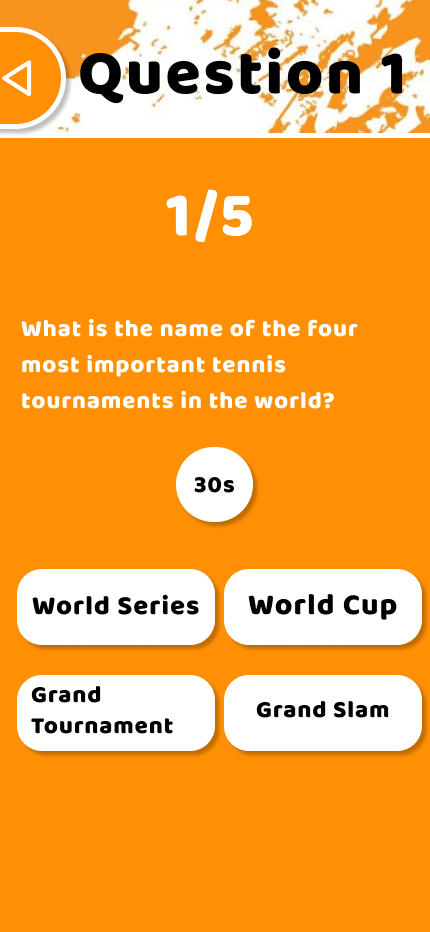 Question 1
1/5
What is the name of the four
most important tennis
tournaments in the world?
30s
World Series
World Cup
Grand
Tournament
Grand Slam